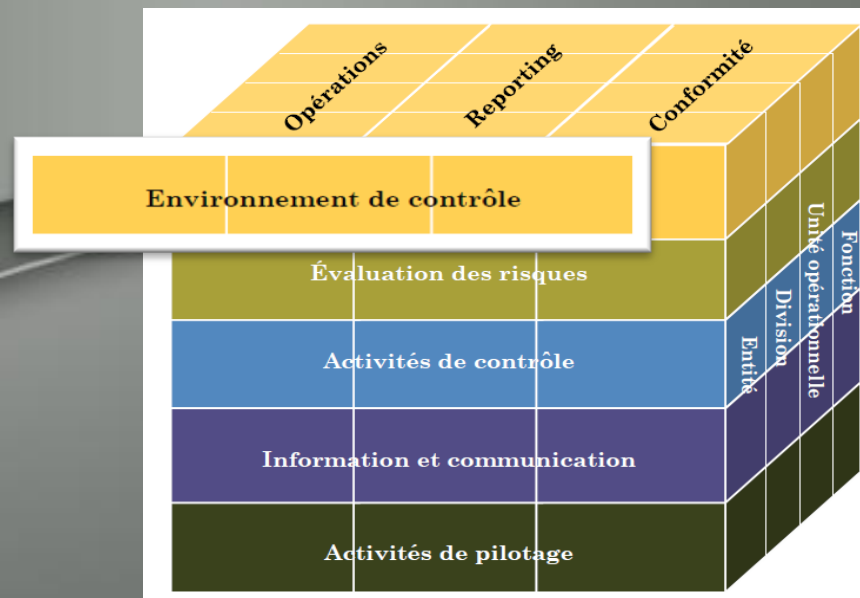 Opérations
Reporting
Conformité
Environnement de contrôle
Évaluation des risques
Activités de contrôle
Information et communication
Activités de pilotage
Entité
Division
Unité opérationnelle
Fonction